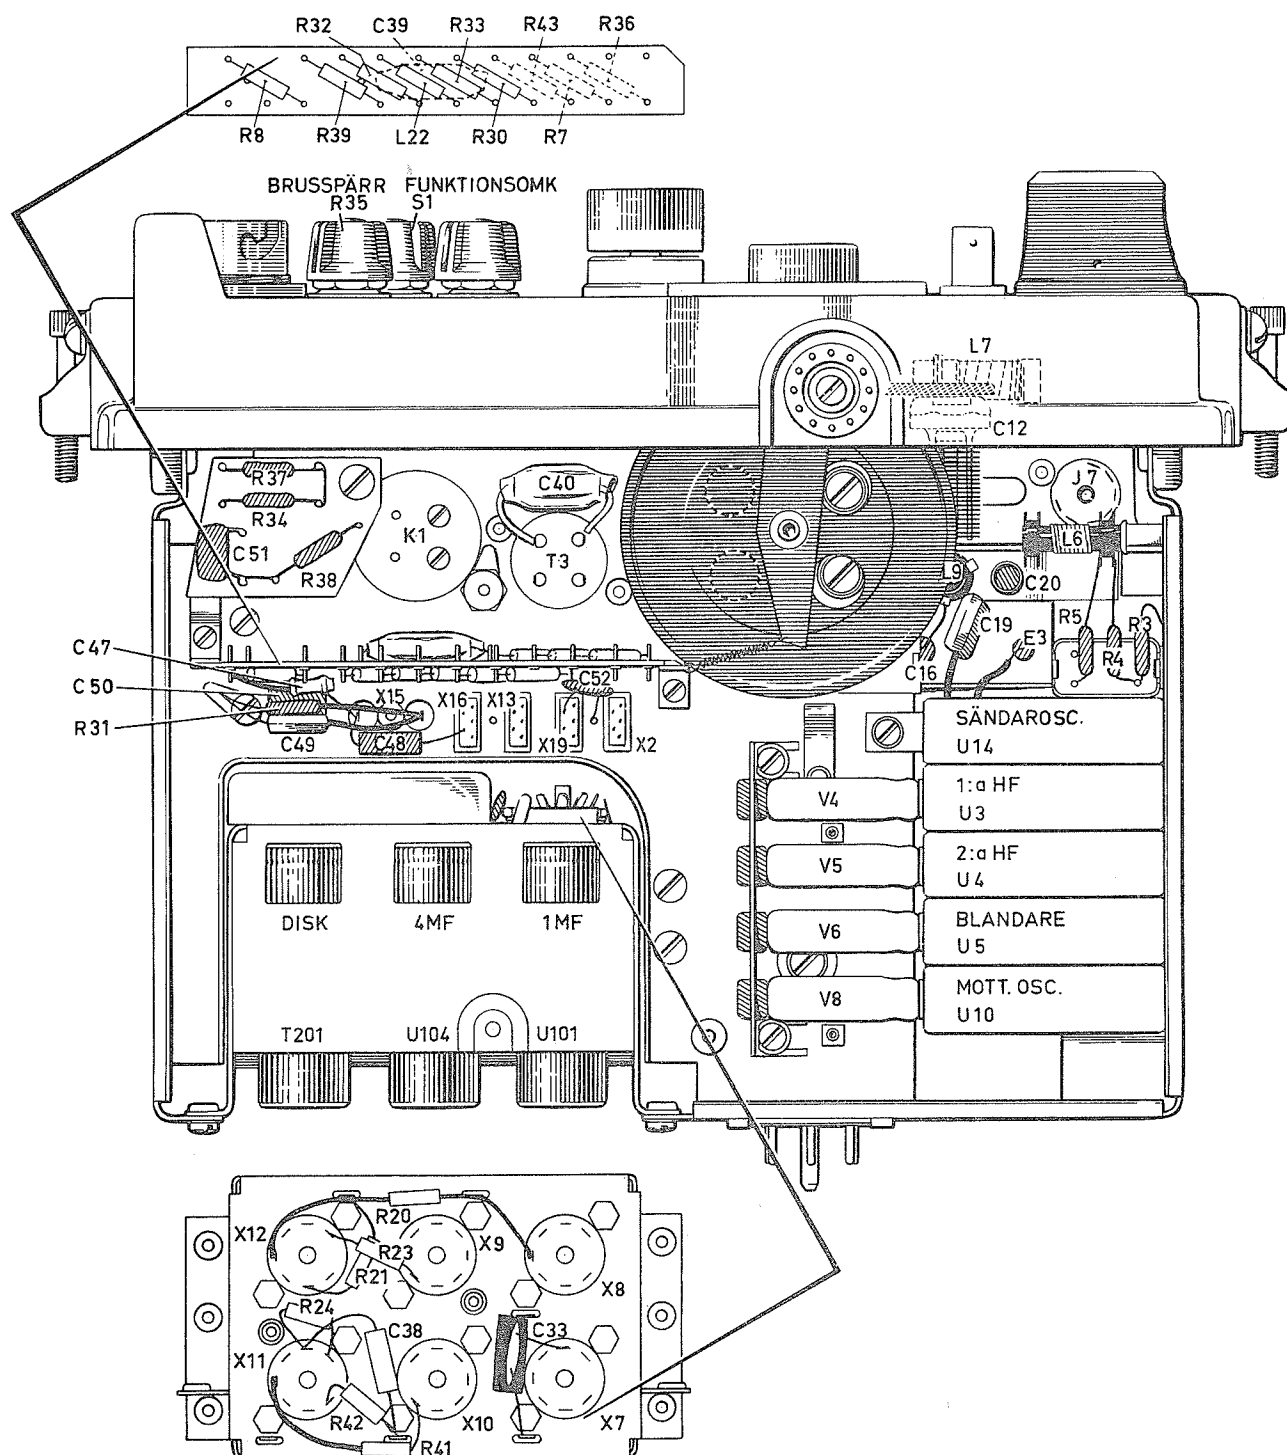 R32 C39 R33 R43 R36
R8 R39 L22 R30 R7
BRUSSPÄRR FUNKTIONSOMK
R35 S1
L7
C12
R37
R34
C51
R38
K1
C40
T3
J7
L6
L9
C20
C19
R5
E3
R3
R4
C16
C47
C50
R31
C49
X15
C48
X16
X13
C52
X19
X2
SÄNDAROSC.
U14
V4
1:a HF
U3
V5
2:a HF
U4
V6
BLANDARE
U5
V8
MOTT. OSC.
U10
DISK 4MF 1MF
T201 U104 U101
X12
R20
R23
R21
X9
X8
R24
C38
C33
X11
R42
R41
X10
X7